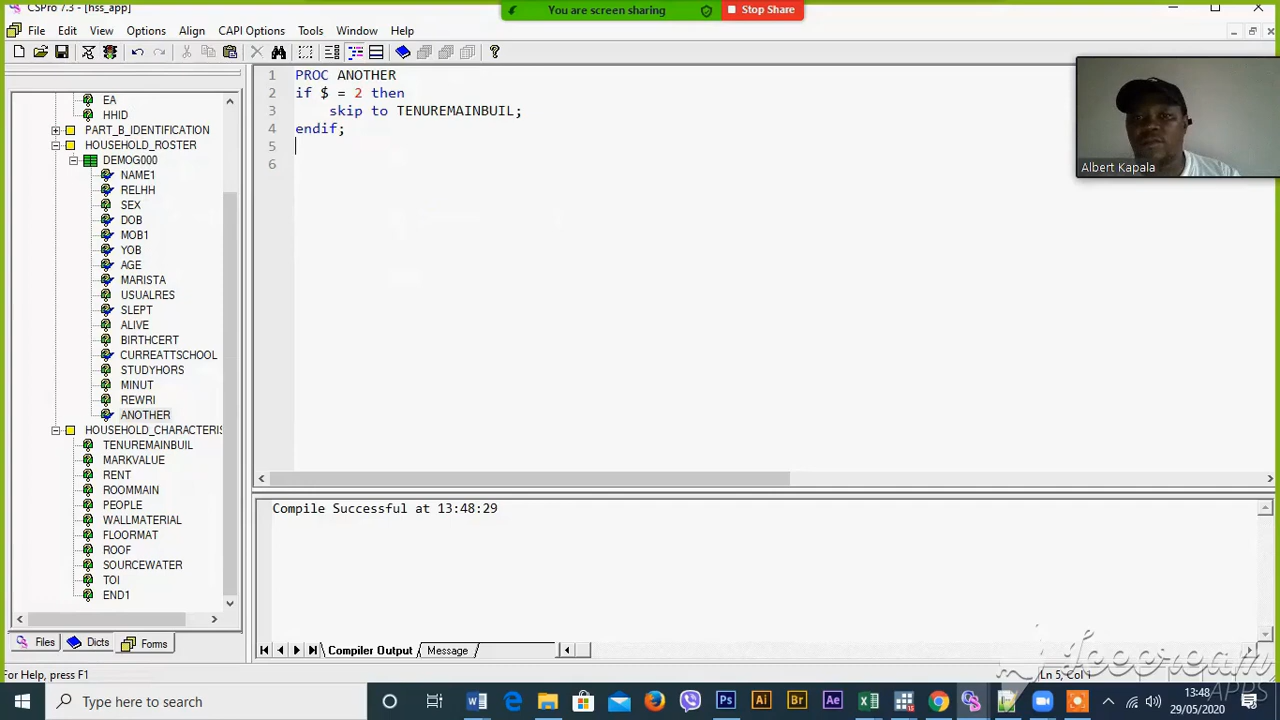 CSPro 7.3 - [hss_app]
You are screen sharing
Stop Share
File Edit View Options Align CAPI Options Tools Window Help
EA
HHID
PART_B_IDENTIFICATION
HOUSEHOLD_ROSTER
DEMOG000
NAME1
RELHH
SEX
DOB
MOB1
YOB
AGE
MARISTA
USUALRES
SLEPT
ALIVE
BIRTHCERT
CURREATTSCHOOL
STUDYHORS
MINUT
REWRI
ANOTHER
HOUSEHOLD_CHARACTERIS
TENUREMAINBUIL
MARKVALUE
RENT
ROOMMAIN
PEOPLE
WALLMATERIAL
FLOORMAT
ROOF
SOURCEWATER
TOI
END1
Files Dicts Forms
1 PROC ANOTHER
2 if $ = 2 then
3 skip to TENUREMAINBUIL;
4 endif;
5
6
Albert Kapala
Compile Successful at 13:48:29
Compiler Output Message
For Help, press F1
Ln 5, Col 1
APPS
Type here to search
13:48
29/05/2020